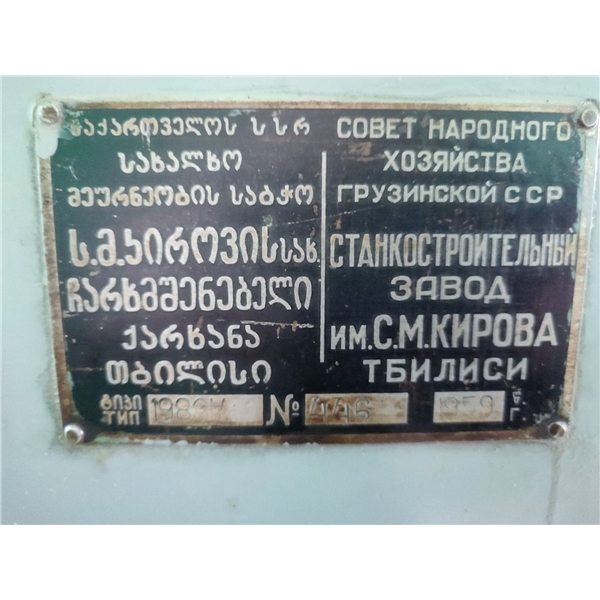 საქართველოს ს ს რ
სახალხო
მეურნეობის საბჭო
ს.მ.კიროვის სახ.
ჩარხმშენებელი
ქარხანა
თბილისი
СОВЕТ НАРОДНОГО
ХОЗЯЙСТВА
ГРУЗИНСКОЙ ССР
СТАНКОСТРОИТЕЛЬНЫЙ
ЗАВОД
ИМ. С.М.КИРОВА
ТБИЛИСИ
ტიპი
ТИП № 446 1959 Г.